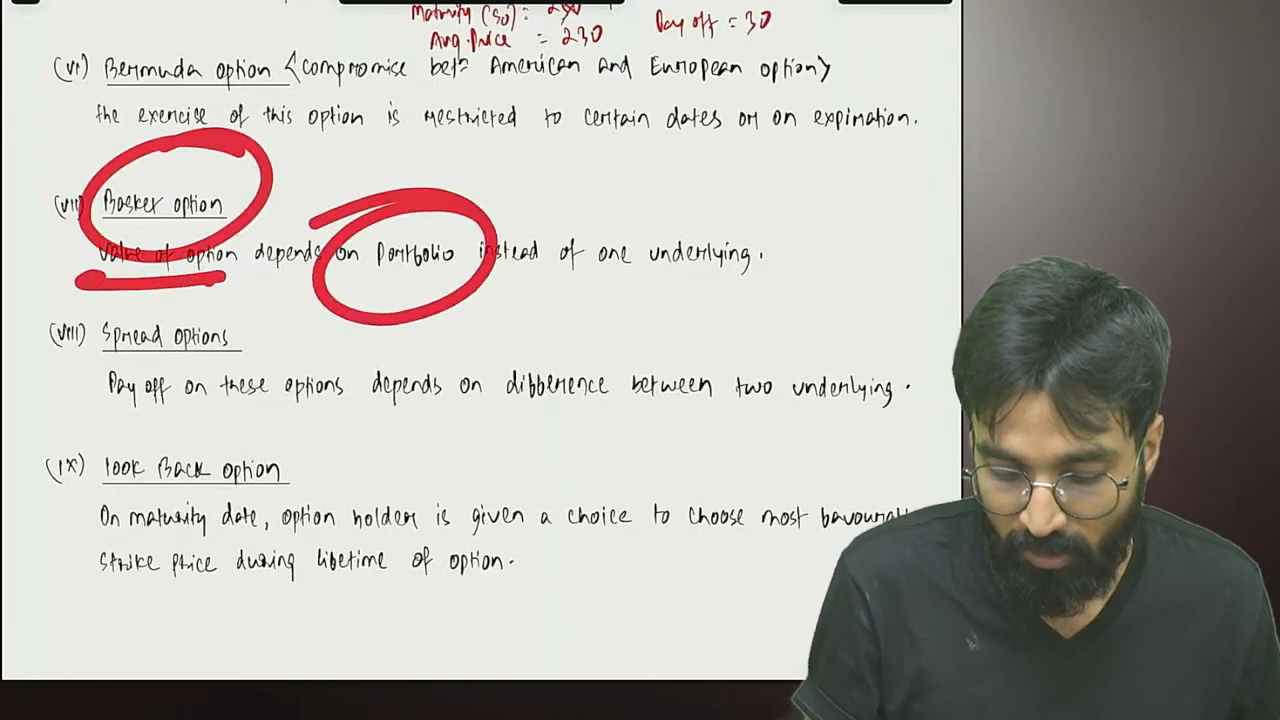 Maturity (50) =
Pay off = 30
Avg. Price = 230
(vi) Bermuda option <compromise betn American and European option>
the exercise of this option is restricted to certain dates or on expiration.
(vii) Basket option
Value of option depends on Portfolio instead of one underlying.
(viii) Spread options
Pay off on these options depends on difference between two underlying.
(ix) look Back option
On maturity date, option holder is given a choice to choose most
strike price during lifetime of option.